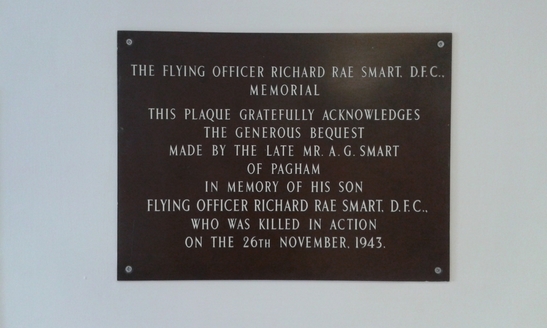 THE FLYING OFFICER RICHARD RAE SMART. D.F.C.,
MEMORIAL
THIS PLAQUE GRATEFULLY ACKNOWLEDGES
THE GENEROUS BEQUEST
MADE BY THE LATE MR. A. G. SMART
OF PAGHAM
IN MEMORY OF HIS SON
FLYING OFFICER RICHARD RAE SMART, D.F.C.,
WHO WAS KILLED IN ACTION
ON THE 26TH NOVEMBER. 1943.